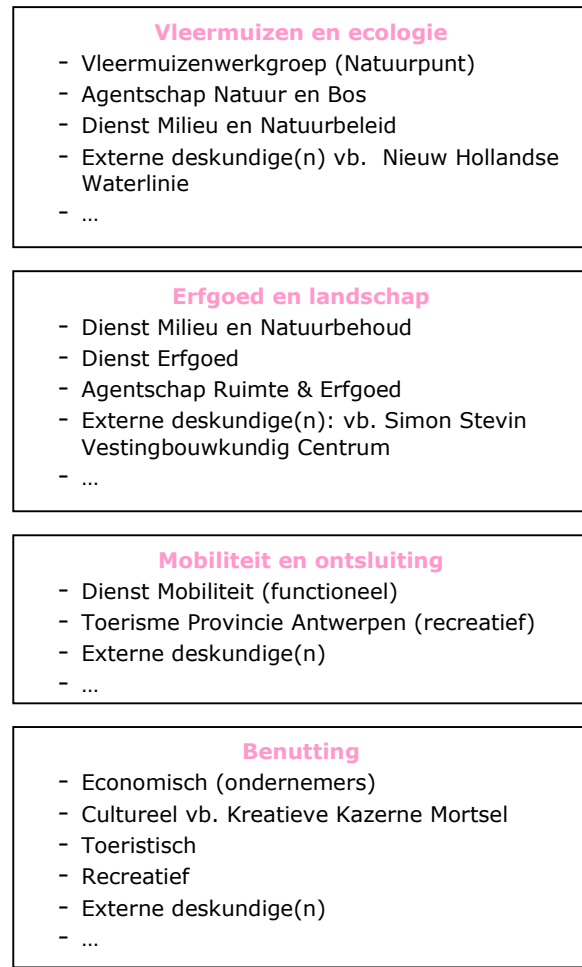 Vleermuizen en ecologie
- Vleermuizenwerkgroep (Natuurpunt)
- Agentschap Natuur en Bos
- Dienst Milieu en Natuurbeleid
- Externe deskundige(n) vb.  Nieuw Hollandse
Waterlinie
- …
Erfgoed en landschap
- Dienst Milieu en Natuurbehoud
- Dienst Erfgoed
- Agentschap Ruimte & Erfgoed
- Externe deskundige(n): vb. Simon Stevin
Vestingbouwkundig Centrum
- …
Mobiliteit en ontsluiting
- Dienst Mobiliteit (functioneel)
- Toerisme Provincie Antwerpen (recreatief)
- Externe deskundige(n)
- …
Benutting
- Economisch (ondernemers)
- Cultureel vb. Kreatieve Kazerne Mortsel
- Toeristisch
- Recreatief
- Externe deskundige(n)
- …